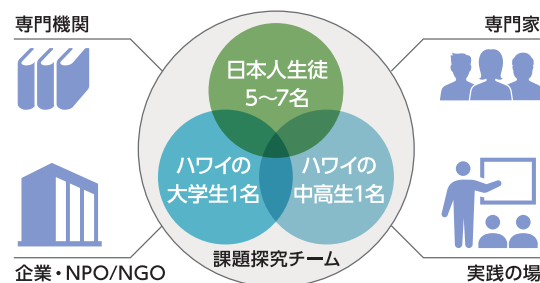 専門機関
専門家
日本人生徒
5〜7名
ハワイの
大学生1名
ハワイの
中高生1名
課題探究チーム
企業・NPO/NGO
実践の場